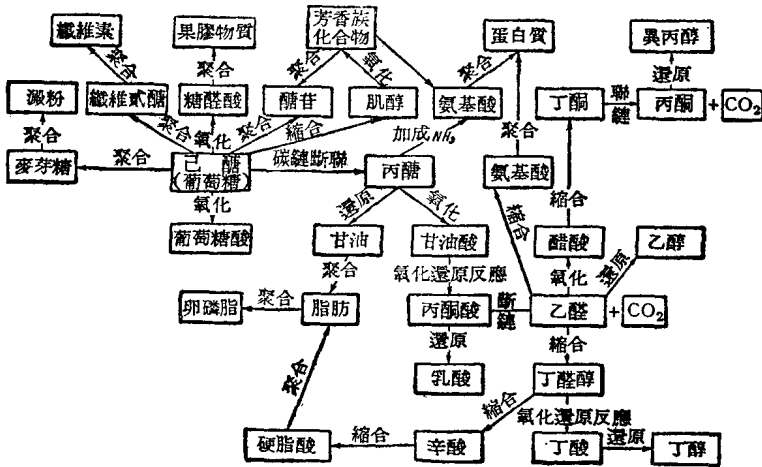 纖維素
果膠物質
芳香族
化合物
蛋白質
異丙醇
聚合
聚合
聚合
氧化
聚合
還原
澱粉
纖維貳醣
糖醛酸
醣苷
肌醇
氨基酸
丁酮
聯
鏈
丙酮
+
CO₂
聚合
聚合
氧化
聚合
縮合
加成NH₃
聚合
麥芽糖
聚合
己醣
(葡萄糖)
碳鏈斷聯
丙醣
氨基酸
縮合
氧化
還原
氧化
縮合
葡萄糖酸
甘油
甘油酸
醋酸
乙醇
聚合
氧化還原反應
氧化
還原
卵磷脂
聚合
脂肪
丙酮酸
斷
鏈
乙醛
+
CO₂
還原
縮合
聚合
乳酸
丁醛醇
縮合
氧化還原反應
硬脂酸
縮合
辛酸
丁酸
還原
丁醇